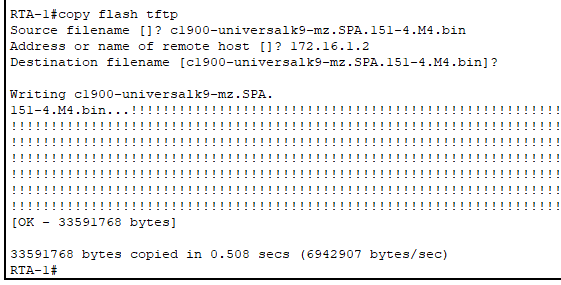 RTA-1#copy flash tftp
Source filename []? c1900-universalk9-mz.SPA.151-4.M4.bin
Address or name of remote host []? 172.16.1.2
Destination filename [c1900-universalk9-mz.SPA.151-4.M4.bin]?
Writing c1900-universalk9-mz.SPA.
151-4.M4.bin...!!!!!!!!!!!!!!!!!!!!!!!!!!!!!!!!!!!!!!!!!!!!!!!!!!!!!!
!!!!!!!!!!!!!!!!!!!!!!!!!!!!!!!!!!!!!!!!!!!!!!!!!!!!!!!!!!!!!!!!!!!!!
!!!!!!!!!!!!!!!!!!!!!!!!!!!!!!!!!!!!!!!!!!!!!!!!!!!!!!!!!!!!!!!!!!!!!
!!!!!!!!!!!!!!!!!!!!!!!!!!!!!!!!!!!!!!!!!!!!!!!!!!!!!!!!!!!!!!!!!!!!!
!!!!!!!!!!!!!!!!!!!!!!!!!!!!!!!!!!!!!!!!!!!!!!!!!!!!!!!!!!!!!!!!!!!!!
!!!!!!!!!!!!!!!!!!!!!!!!!!!!!!!!!!!!!!!!!!!!!!!!!!!!!!!!!!!!!!!!!!!!!
!!!!!!!!!!!!!!!!!!!!!!!!!!!!!!!!!!!!!!!!!!!!!!!!!!!!!!!!!!!!!!!!!!!!!
[OK - 33591768 bytes]
33591768 bytes copied in 0.508 secs (6942907 bytes/sec)
RTA-1#